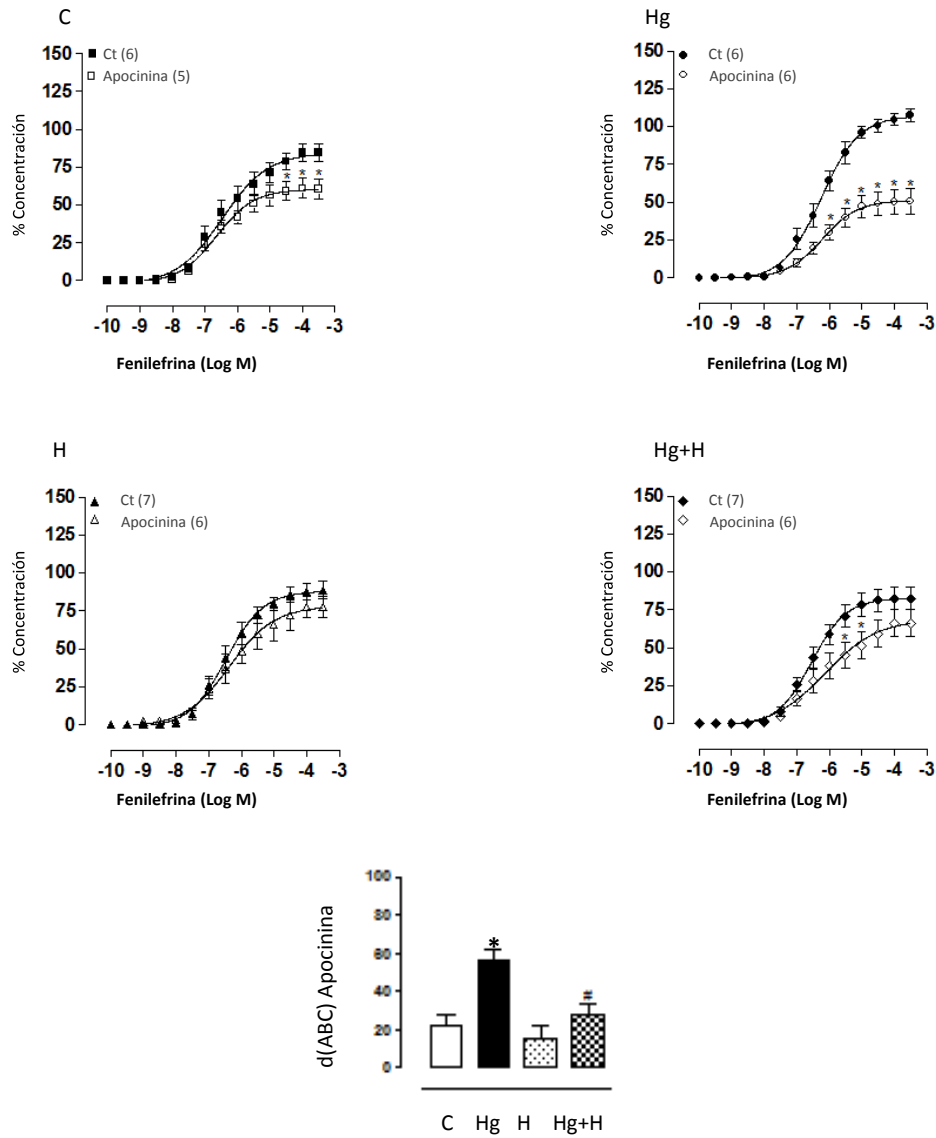 C
150
125
100
75
50
25
0
% Concentración
Ct (6)
Apocinina (5)
* * *
-10 -9 -8 -7 -6 -5 -4 -3
Fenilefrina (Log M)
Hg
150
125
100
75
50
25
0
% Concentración
Ct (6)
Apocinina (6)
* * * * * *
-10 -9 -8 -7 -6 -5 -4 -3
Fenilefrina (Log M)
H
150
125
100
75
50
25
0
% Concentración
Ct (7)
Apocinina (6)
-10 -9 -8 -7 -6 -5 -4 -3
Fenilefrina (Log M)
Hg+H
150
125
100
75
50
25
0
% Concentración
Ct (7)
Apocinina (6)
* *
-10 -9 -8 -7 -6 -5 -4 -3
Fenilefrina (Log M)
d(ABC) Apocinina
100
80
60
40
20
0
*
#
C Hg H Hg+H